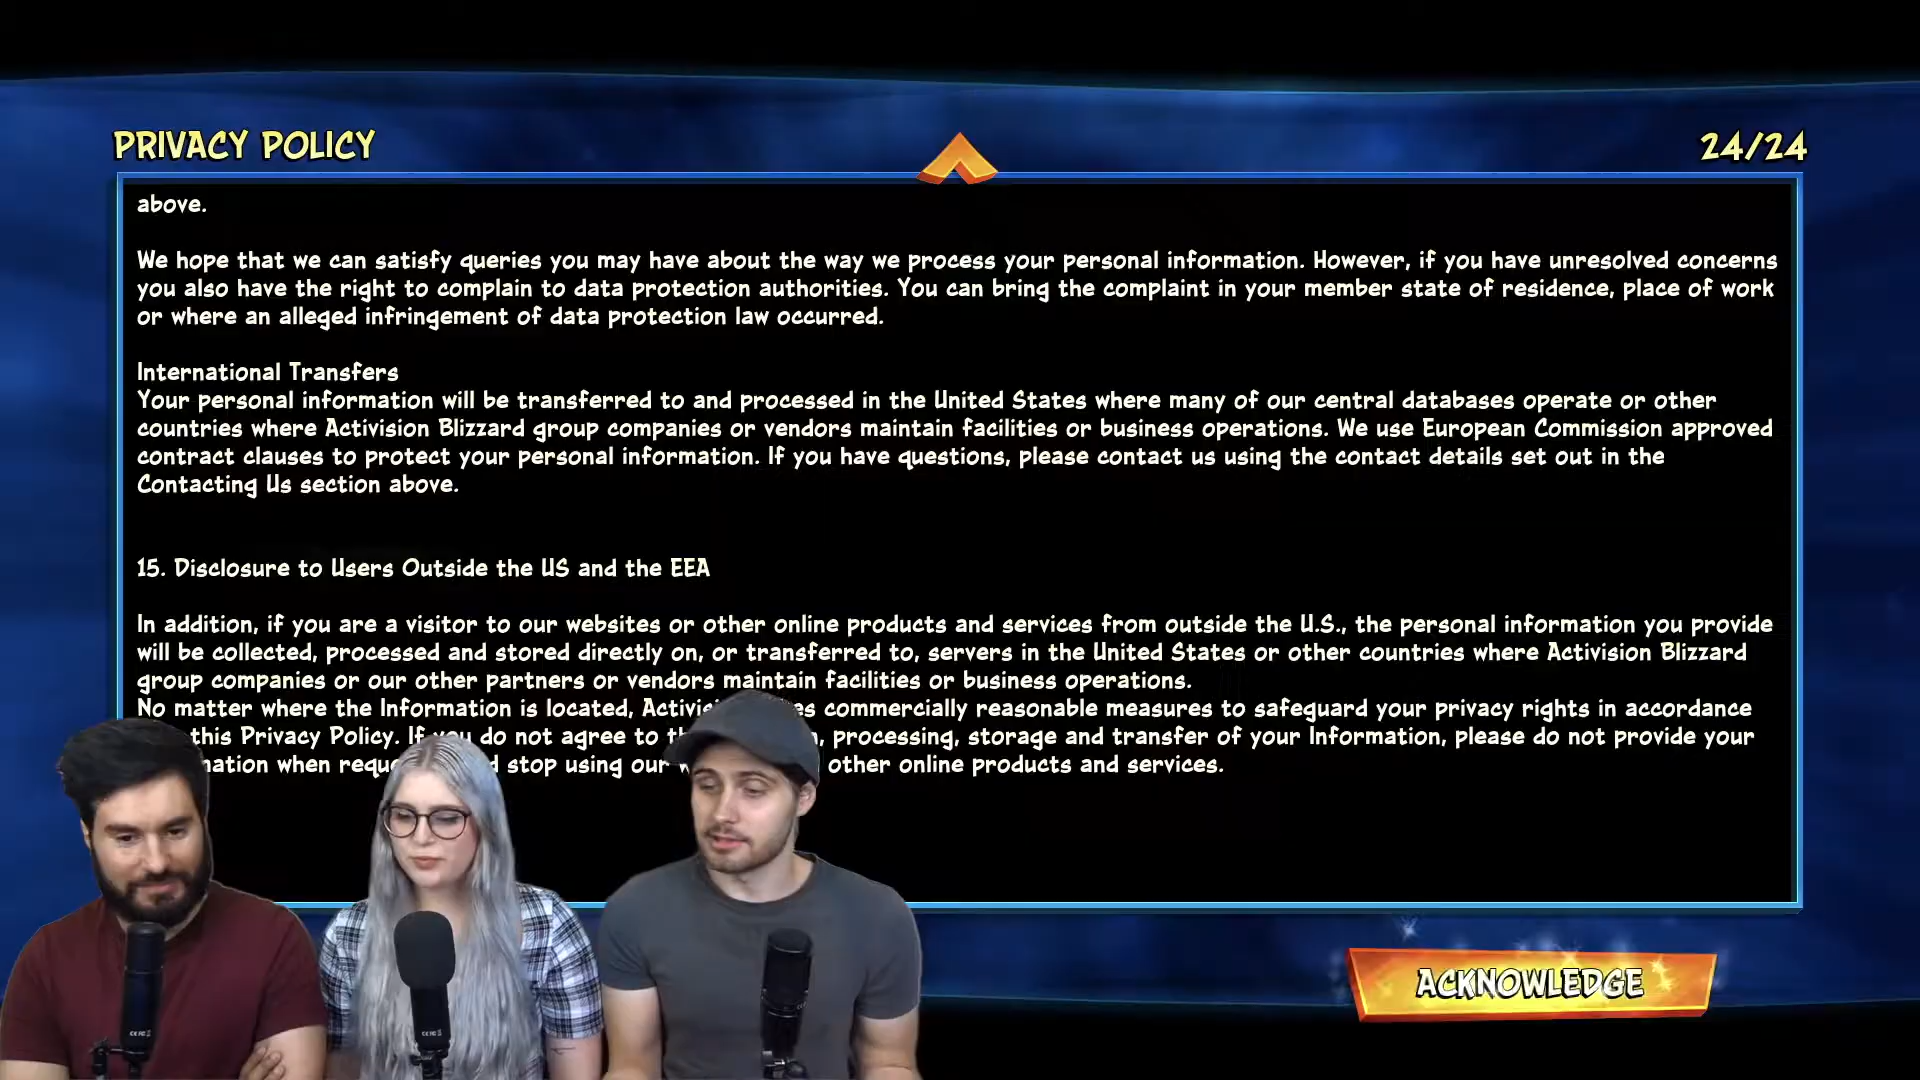 PRIVACY POLICY
24/24
above.
We hope that we can satisfy queries you may have about the way we process your personal information. However, if you have unresolved concerns
you also have the right to complain to data protection authorities. You can bring the complaint in your member state of residence, place of work
or where an alleged infringement of data protection law occurred.
International Transfers
Your personal information will be transferred to and processed in the United States where many of our central databases operate or other
countries where Activision Blizzard group companies or vendors maintain facilities or business operations. We use European Commission approved
contract clauses to protect your personal information. If you have questions, please contact us using the contact details set out in the
Contacting Us section above.
15. Disclosure to Users Outside the US and the EEA
In addition, if you are a visitor to our websites or other online products and services from outside the U.S., the personal information you provide
will be collected, processed and stored directly on, or transferred to, servers in the United States or other countries where Activision Blizzard
group companies or our other partners or vendors maintain facilities or business operations.
No matter where the Information is located, commercially reasonable measures to safeguard your privacy rights in accordance
this Privacy Policy. If you do not agree to processing, storage and transfer of your Information, please do not provide your
when stop using our other online products and services.
ACKNOWLEDGE